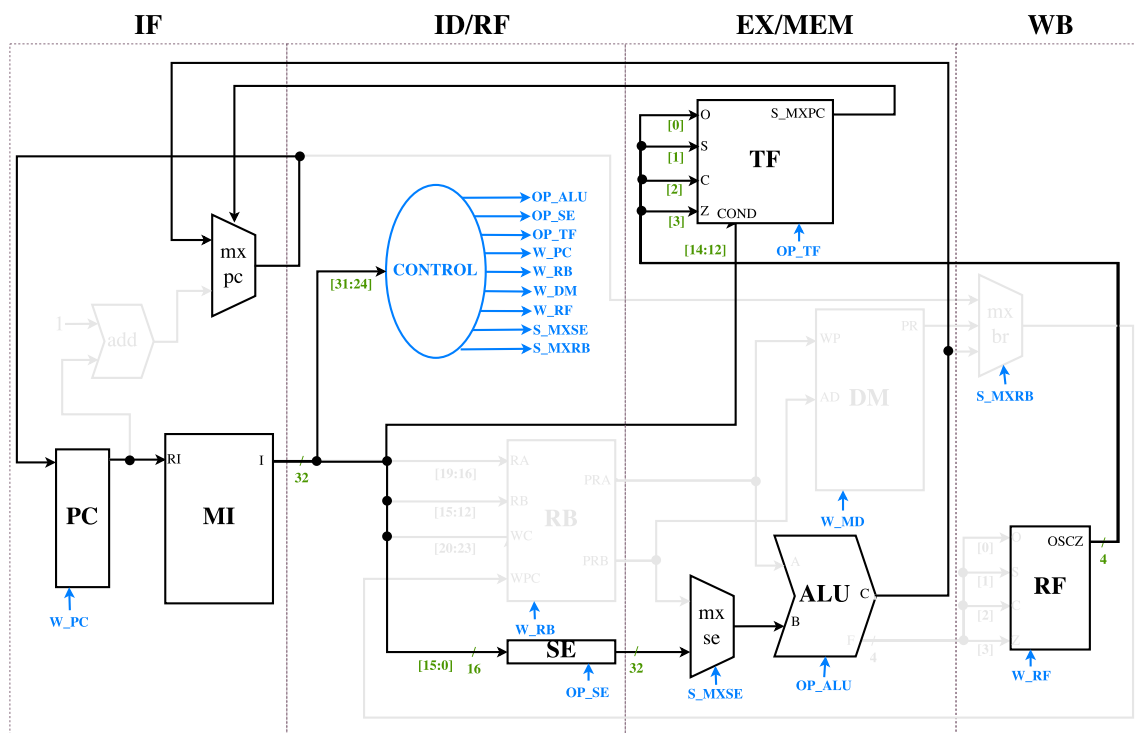 IF
ID/RF
EX/MEM
WB
mx
pc
1
add
PC
W_PC
RI
MI
I
32
[31:24]
CONTROL
OP_ALU
OP_SE
OP_TF
W_PC
W_RB
W_DM
W_RF
S_MXSE
S_MXRB
[19:16]
[15:12]
[20:23]
RA
RB
WC
WPC
RB
PRA
PRB
W_RB
[15:0]
16
SE
OP_SE
32
[0]
[1]
[2]
[3]
O
S
C
Z
COND
TF
S_MXPC
[14:12]
OP_TF
WP
AD
DM
PR
W_MD
mx
se
S_MXSE
A
B
ALU
C
F
4
OP_ALU
mx
br
S_MXRB
[0]
[1]
[2]
[3]
O
S
C
Z
OSCZ
RF
4
W_RF